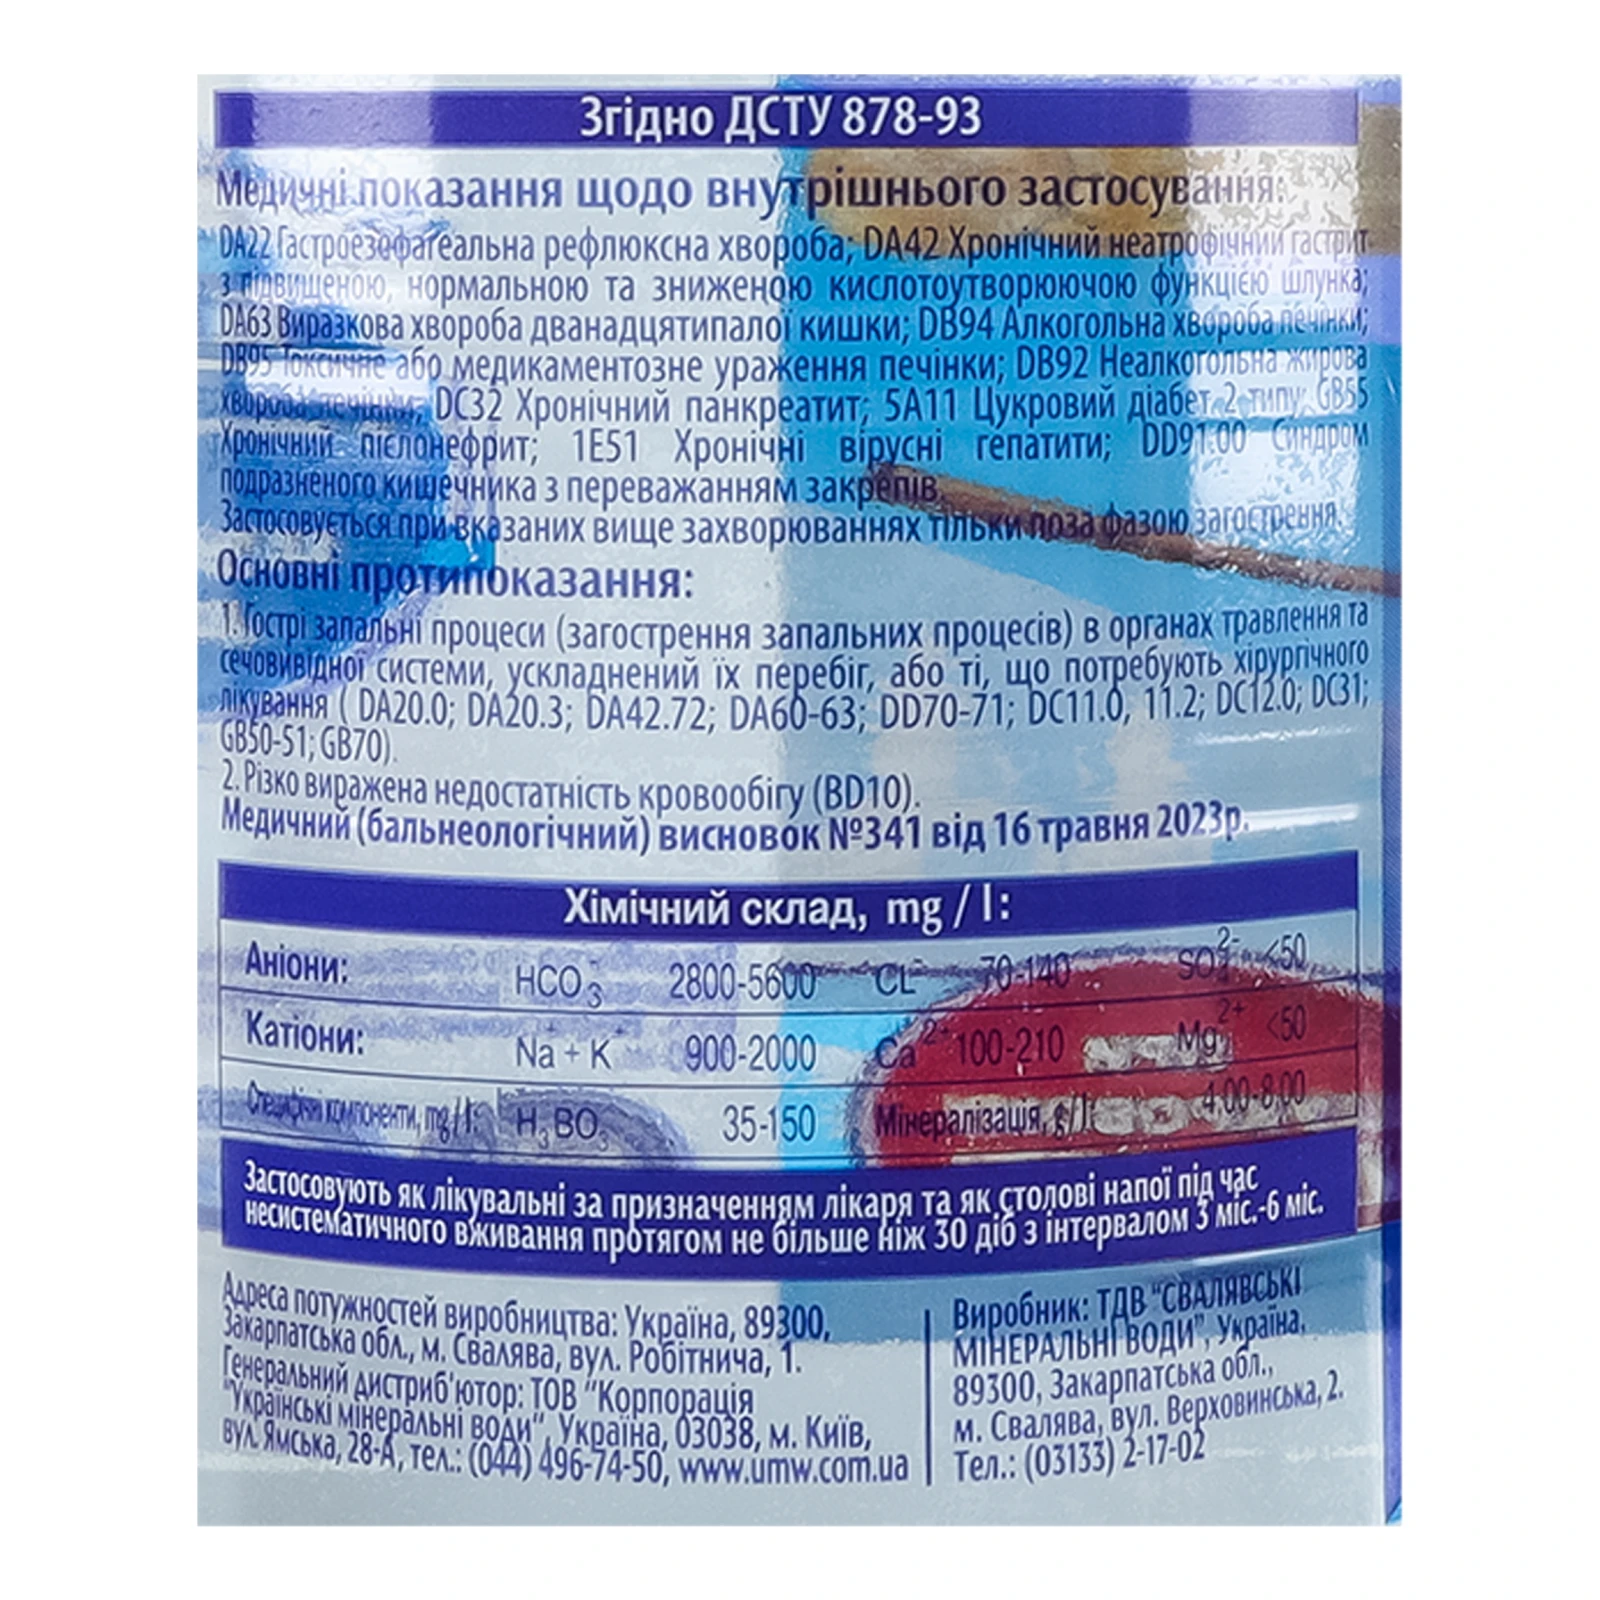 Згідно ДСТУ 878-93
Медичні показання щодо внутрішнього застосування:
DA22 Гастроезофагеальна рефлюксна хвороба; DA42 Хронічний неатрофічний гастрит
з підвищеною, нормальною та зниженою кислотоутворюючою функцією шлунка;
DA63 Виразкова хвороба дванадцятипалої кишки; DB94 Алкогольна хвороба печінки;
DB95 Токсичне або медикаментозне ураження печінки; DB92 Неалкогольна жирова
хвороба печінки; DC32 Хронічний панкреатит; 5A11 Цукровий діабет 2 типу; GB55
Хронічний пієлонефрит; 1E51 Хронічні вірусні гепатити; DD91.00 Синдром
подразненого кишечника з переважанням закрепів.
Застосовується при вказаних вище захворюваннях тільки поза фазою загострення.
Основні протипоказання:
1. Гострі запальні процеси (загострення запальних процесів) в органах травлення та
сечовивідної системи, ускладнений їх перебіг, або ті, що потребують хірургічного
лікування ( DA20.0; DA20.3; DA42.72; DA60-63; DD70-71; DC11.0, 11.2; DC12.0; DC31;
GB50-51; GB70).
2. Різко виражена недостатність кровообігу (BD10).
Медичний (бальнеологічний) висновок №341 від 16 травня 2023р.
Хімічний склад, mg / l:
Аніони: HCO₃⁻ 2800-5600 CL⁻ 70-140 SO₄²⁻ <50
Катіони: Na⁺+K⁺ 900-2000 Ca²⁺ 100-210 Mg²⁺ <50
Специфічні компоненти, mg/l: H₃BO₃ 35-150 Мінералізація, g/l: 4,00-8,00
Застосовують як лікувальні за призначенням лікаря та як столові напої під час
несистематичного вживання протягом не більше ніж 30 діб з інтервалом 3 міс.-6 міс.
Адреса потужностей виробництва: Україна, 89300,
Закарпатська обл., м. Свалява, вул. Робітнича, 1.
Генеральний дистриб'ютор: ТОВ "Корпорація
"Українські мінеральні води", Україна, 03038, м. Київ,
вул. Ямська, 28-А, тел.: (044) 496-74-50, www.umw.com.ua
Виробник: ТДВ "СВАЛЯВСЬКІ
МІНЕРАЛЬНІ ВОДИ", Україна,
89300, Закарпатська обл.,
м. Свалява, вул. Верховинська, 2.
Тел.: (03133) 2-17-02